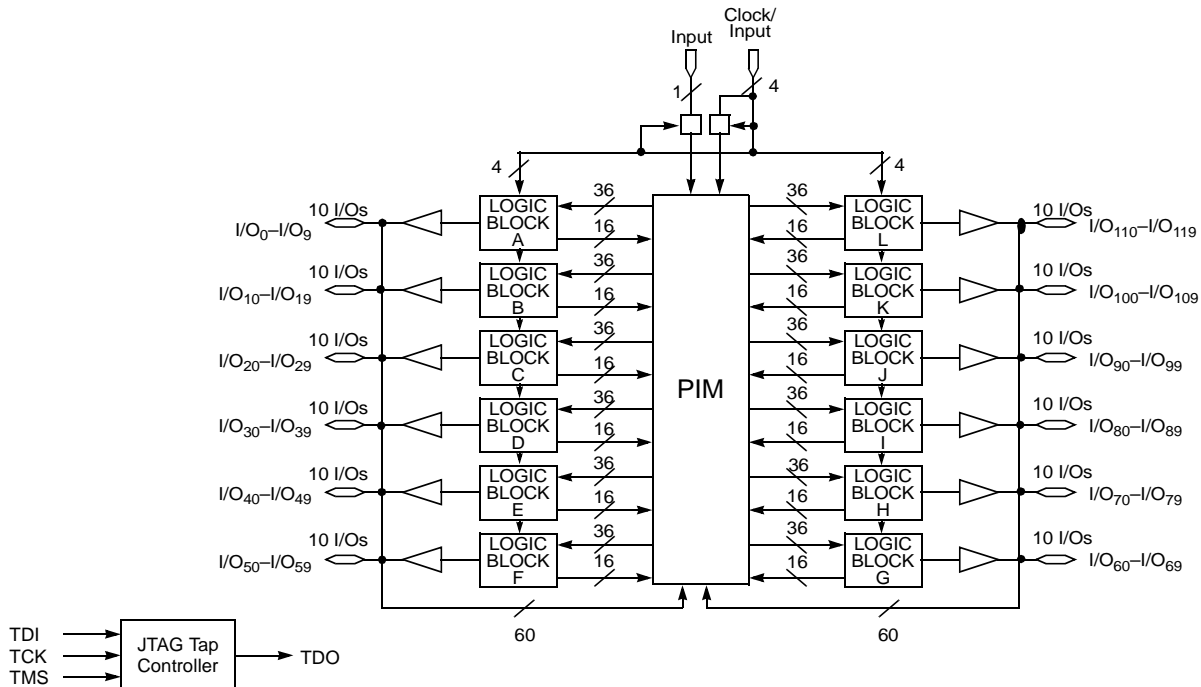 Clock/
Input
Input
1
4
4
4
10 I/Os
I/O0–I/O9
LOGIC
BLOCK
A
36
16
36
16
LOGIC
BLOCK
L
10 I/Os
I/O110–I/O119
10 I/Os
I/O10–I/O19
LOGIC
BLOCK
B
36
16
36
16
LOGIC
BLOCK
K
10 I/Os
I/O100–I/O109
10 I/Os
I/O20–I/O29
LOGIC
BLOCK
C
36
16
PIM
36
16
LOGIC
BLOCK
J
10 I/Os
I/O90–I/O99
10 I/Os
I/O30–I/O39
LOGIC
BLOCK
D
36
16
36
16
LOGIC
BLOCK
I
10 I/Os
I/O80–I/O89
10 I/Os
I/O40–I/O49
LOGIC
BLOCK
E
36
16
36
16
LOGIC
BLOCK
H
10 I/Os
I/O70–I/O79
10 I/Os
I/O50–I/O59
LOGIC
BLOCK
F
36
16
36
16
LOGIC
BLOCK
G
10 I/Os
I/O60–I/O69
60
60
TDI
TCK
TMS
JTAG Tap
Controller
TDO